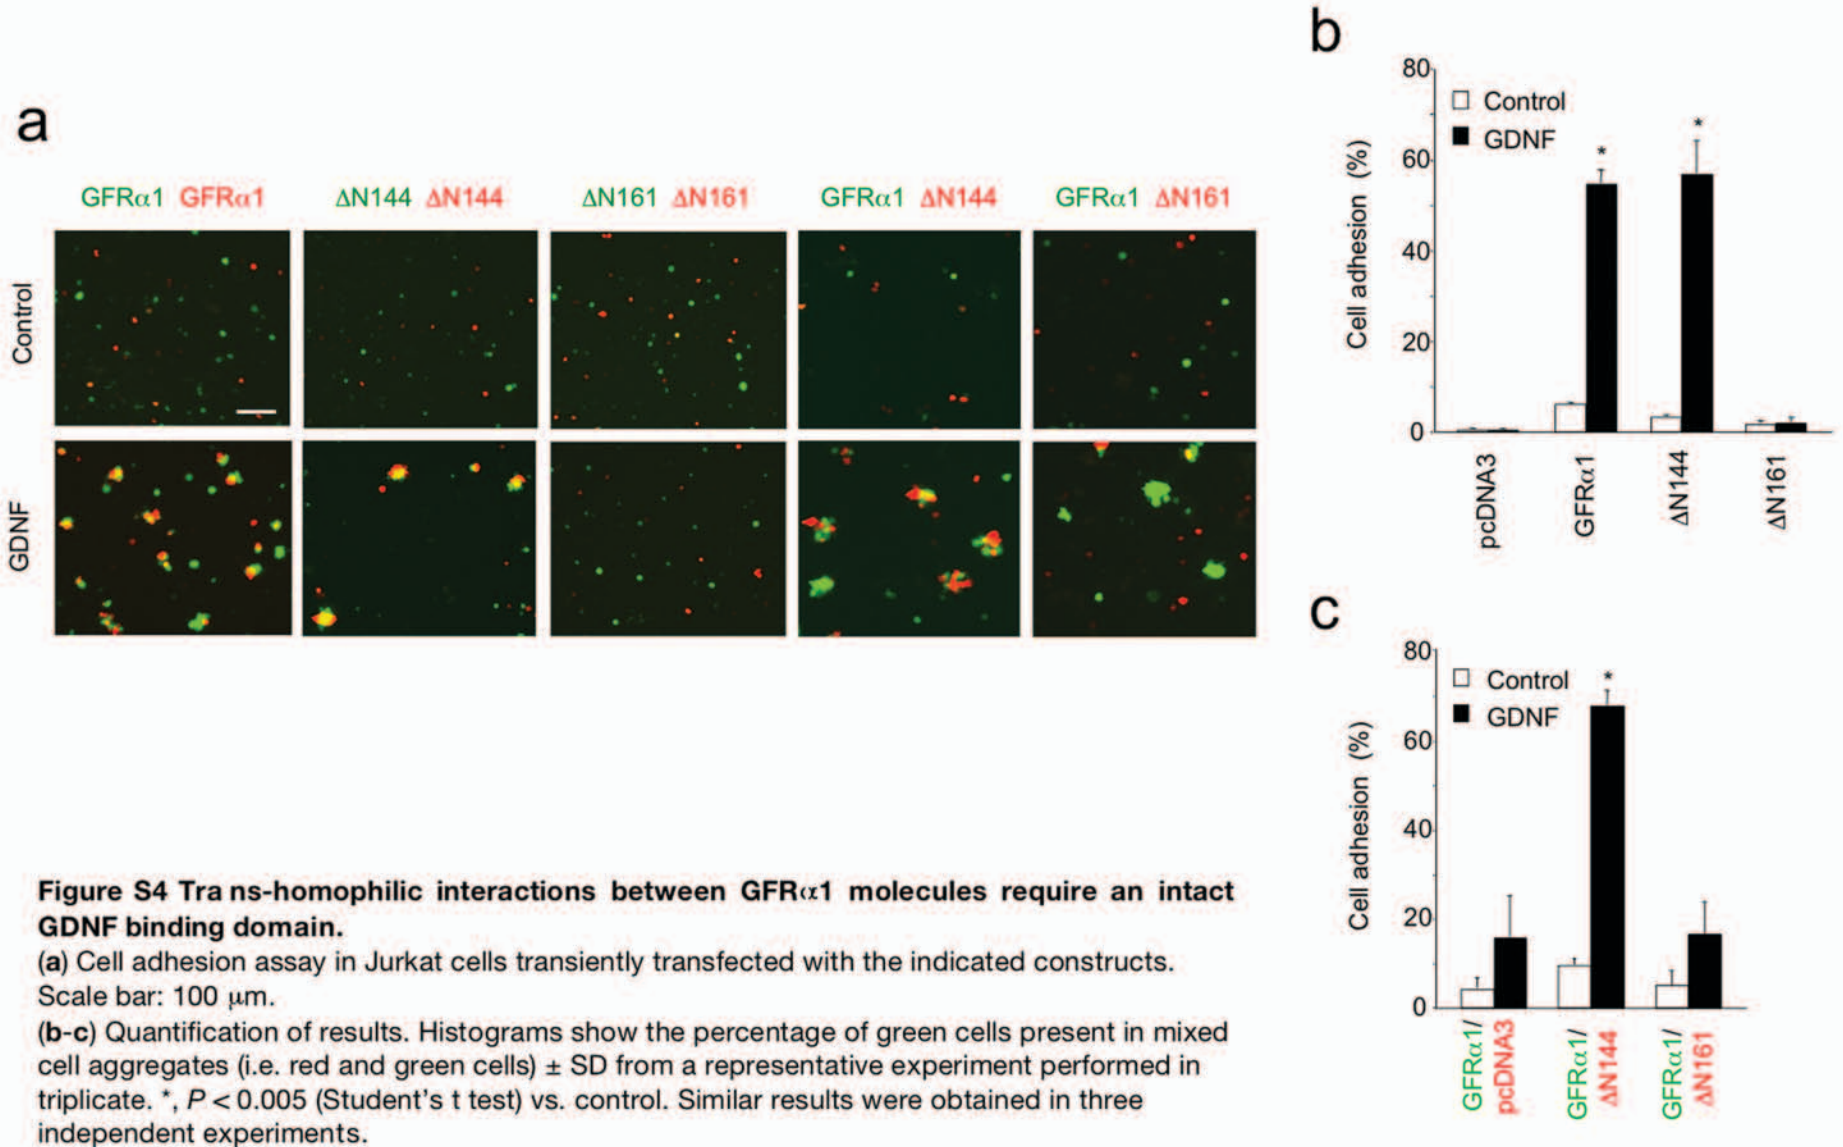 a
GFRα1 GFRα1
ΔN144 ΔN144
ΔN161 ΔN161
GFRα1 ΔN144
GFRα1 ΔN161
Control
GDNF
b
Cell adhesion (%)
80
60
40
20
0
Control
GDNF
*
*
pcDNA3
GFRα1
ΔN144
ΔN161
c
Cell adhesion (%)
80
60
40
20
0
Control
GDNF
*
GFRα1/
pcDNA3
GFRα1/
ΔN144
GFRα1/
ΔN161
Figure S4 Tra ns-homophilic interactions between GFRα1 molecules require an intact
GDNF binding domain.
(a) Cell adhesion assay in Jurkat cells transiently transfected with the indicated constructs.
Scale bar: 100 μm.
(b-c) Quantification of results. Histograms show the percentage of green cells present in mixed
cell aggregates (i.e. red and green cells) ± SD from a representative experiment performed in
triplicate. *, P < 0.005 (Student's t test) vs. control. Similar results were obtained in three
independent experiments.